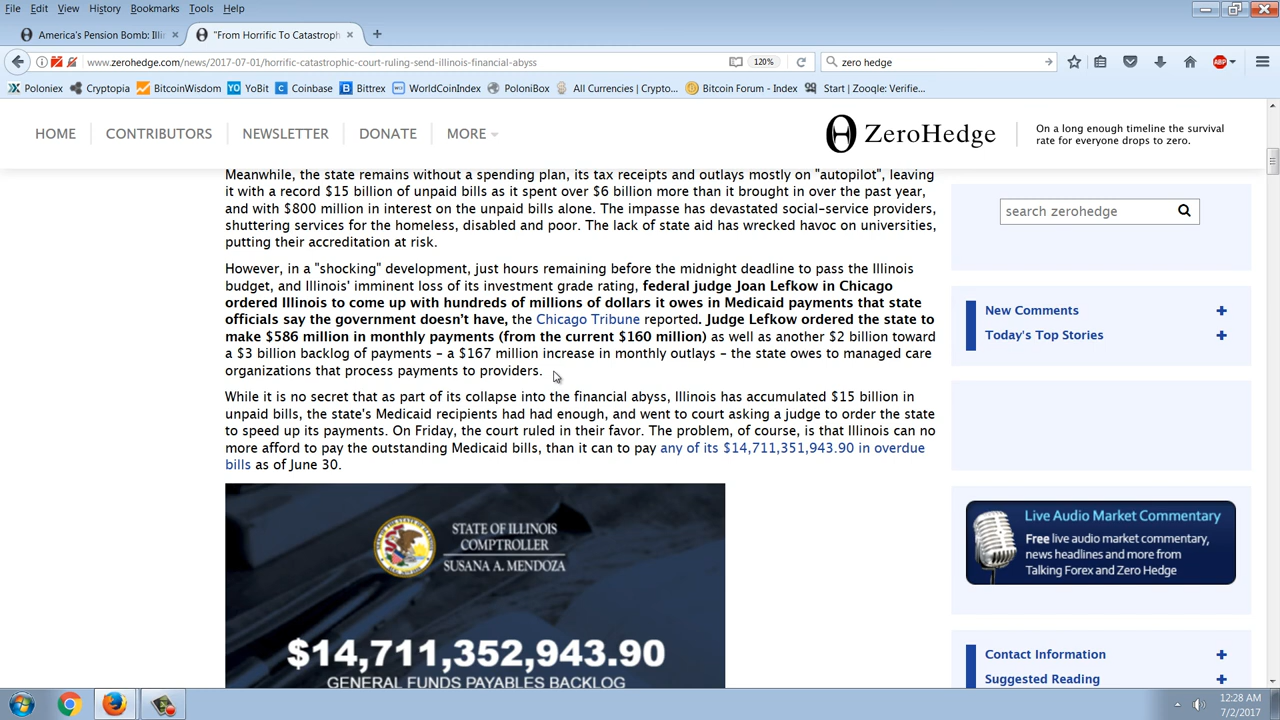 File Edit View History Bookmarks Tools Help
America's Pension Bomb: Illi × "From Horrific To Catastroph × +
www.zerohedge.com/news/2017-07-01/horrific-catastrophic-court-ruling-send-illinois-financial-abyss 120% zero hedge
Poloniex Cryptopia BitcoinWisdom YoBit Coinbase Bittrex WorldCoinIndex PoloniBox All Currencies | Crypto... Bitcoin Forum - Index Start | Zooqle: Verifie...
HOME CONTRIBUTORS NEWSLETTER DONATE MORE ZeroHedge
On a long enough timeline the survival
rate for everyone drops to zero.
Meanwhile, the state remains without a spending plan, its tax receipts and outlays mostly on "autopilot", leaving
it with a record $15 billion of unpaid bills as it spent over $6 billion more than it brought in over the past year,
and with $800 million in interest on the unpaid bills alone. The impasse has devastated social-service providers,
shuttering services for the homeless, disabled and poor. The lack of state aid has wrecked havoc on universities,
putting their accreditation at risk.
However, in a "shocking" development, just hours remaining before the midnight deadline to pass the Illinois
budget, and Illinois' imminent loss of its investment grade rating, federal judge Joan Lefkow in Chicago
ordered Illinois to come up with hundreds of millions of dollars it owes in Medicaid payments that state
officials say the government doesn't have, the Chicago Tribune reported. Judge Lefkow ordered the state to
make $586 million in monthly payments (from the current $160 million) as well as another $2 billion toward
a $3 billion backlog of payments – a $167 million increase in monthly outlays – the state owes to managed care
organizations that process payments to providers.
While it is no secret that as part of its collapse into the financial abyss, Illinois has accumulated $15 billion in
unpaid bills, the state's Medicaid recipients had had enough, and went to court asking a judge to order the state
to speed up its payments. On Friday, the court ruled in their favor. The problem, of course, is that Illinois can no
more afford to pay the outstanding Medicaid bills, than it can to pay any of its $14,711,351,943.90 in overdue
bills as of June 30.
STATE OF ILLINOIS
COMPTROLLER
SUSANA A. MENDOZA
$14,711,352,943.90
GENERAL FUNDS PAYABLES BACKLOG
search zerohedge
New Comments +
Today's Top Stories +
Live Audio Market Commentary
Free live audio market commentary,
news headlines and more from
Talking Forex and Zero Hedge
Contact Information +
Suggested Reading +
ABP
12:28 AM
7/2/2017